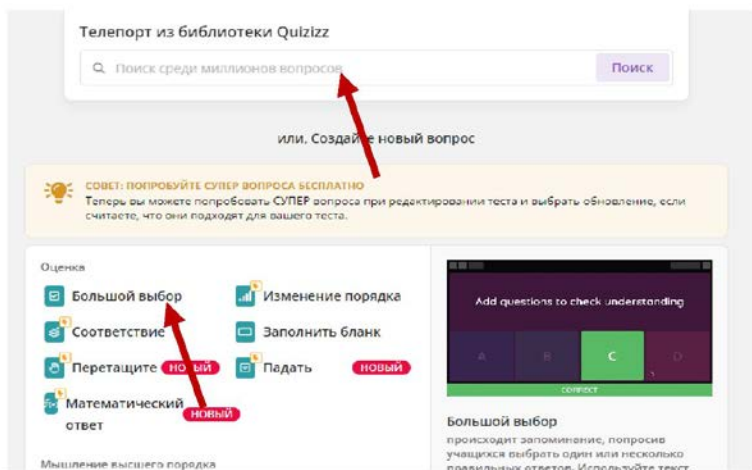 Телепорт из библиотеки Quizizz
Поиск среди миллионов вопросов
Поиск
или, Создайте новый вопрос
СОВЕТ: ПОПРОБУЙТЕ СУПЕР ВОПРОСА БЕСПЛАТНО
Теперь вы можете попробовать СУПЕР вопроса при редактировании теста и выбрать обновление, если
считаете, что они подходят для вашего теста.
Оценка
Большой выбор
Изменение порядка
Соответствие
Заполнить бланк
Перетащите НОВЫЙ
Падать НОВЫЙ
Математический
ответ НОВЫЙ
Мышление высшего порядка
Add questions to check understanding
A B C D
CORRECT
Большой выбор
происходит запоминание, попросив
учащихся выбрать один или несколько
правильных ответов. Используйте текст